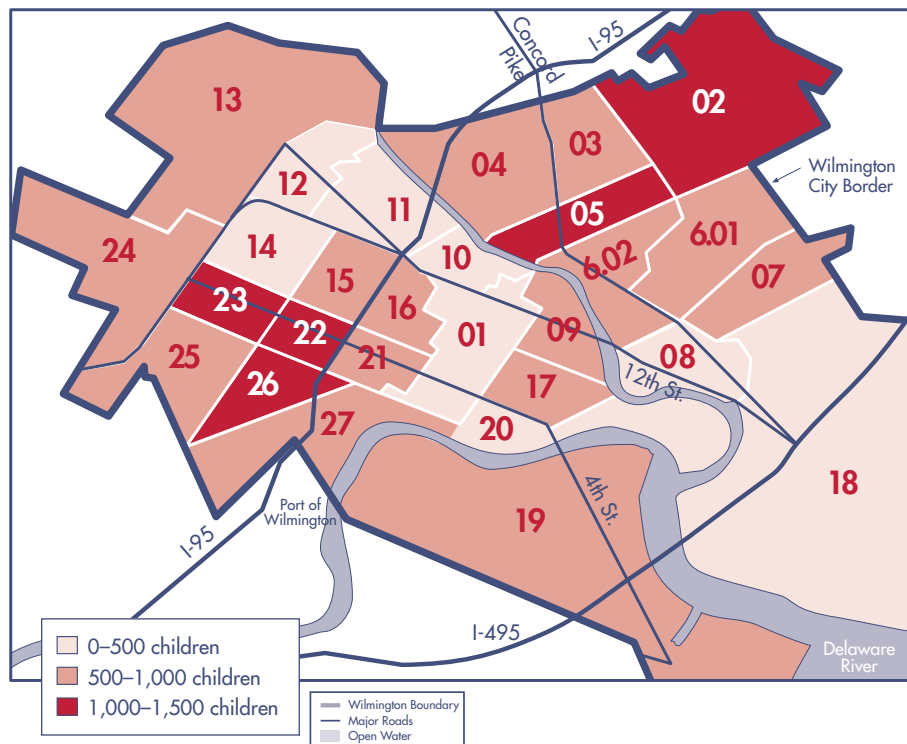 I-95
Concord
Pike
13
02
03
04
Wilmington
City Border
12
11
05
6.01
24
14
10
6.02
07
15
23
16
22
01
09
08
25
21
26
17
12th St.
27
20
18
4th St.
19
Port of
Wilmington
I-95
I-495
0–500 children
500–1,000 children
1,000–1,500 children
Delaware
River
Wilmington Boundary
Major Roads
Open Water